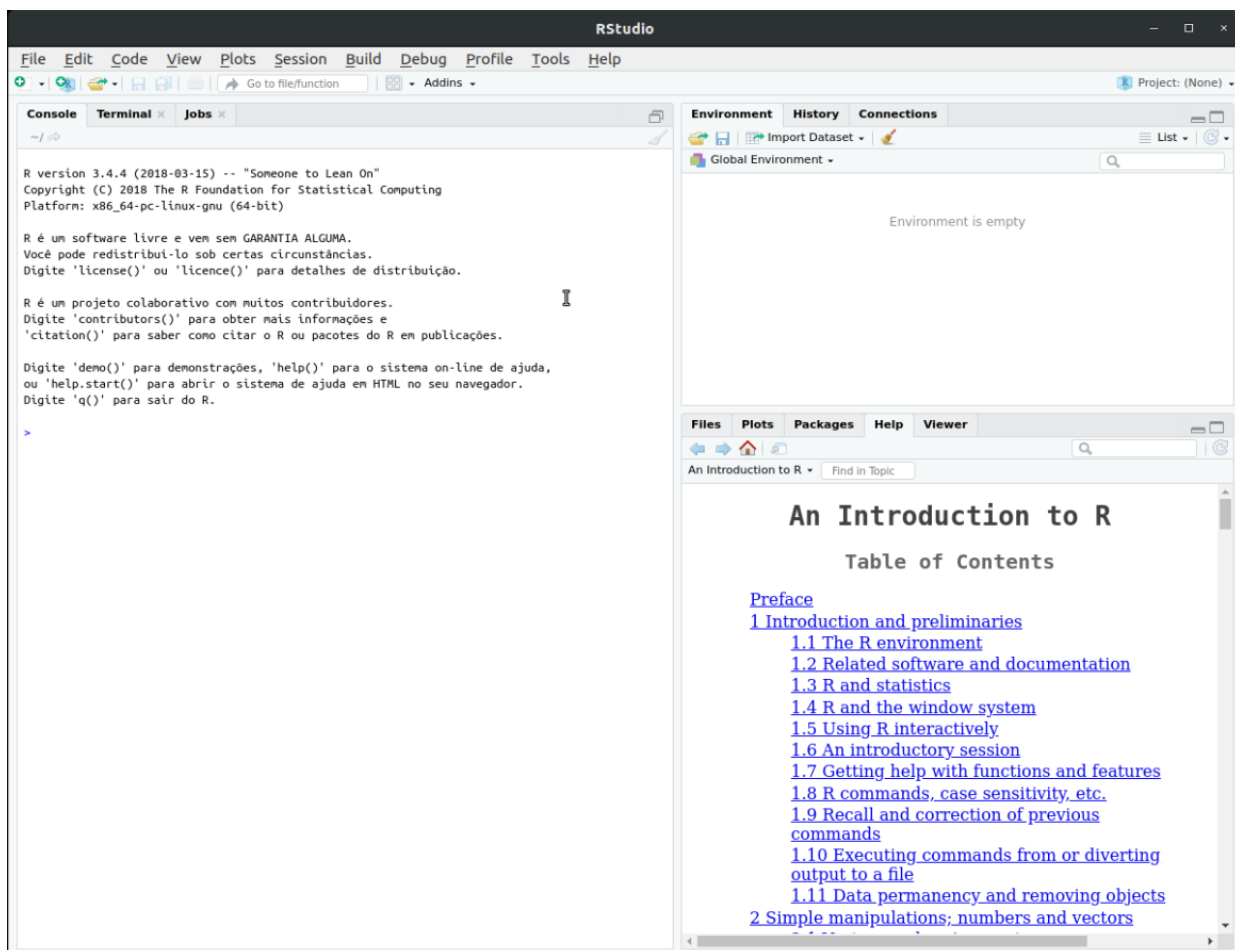 RStudio
File Edit Code View Plots Session Build Debug Profile Tools Help
Go to file/function Addins Project: (None)
Console Terminal Jobs
~/
R version 3.4.4 (2018-03-15) -- "Someone to Lean On"
Copyright (C) 2018 The R Foundation for Statistical Computing
Platform: x86_64-pc-linux-gnu (64-bit)
R é um software livre e vem sem GARANTIA ALGUMA.
Você pode redistribuí-lo sob certas circunstâncias.
Digite 'license()' ou 'licence()' para detalhes de distribuição.
R é um projeto colaborativo com muitos contribuidores.
Digite 'contributors()' para obter mais informações e
'citation()' para saber como citar o R ou pacotes do R em publicações.
Digite 'demo()' para demonstrações, 'help()' para o sistema on-line de ajuda,
ou 'help.start()' para abrir o sistema de ajuda em HTML no seu navegador.
Digite 'q()' para sair do R.
>
Environment History Connections
Import Dataset List
Global Environment
Environment is empty
Files Plots Packages Help Viewer
An Introduction to R Find in Topic
An Introduction to R
Table of Contents
Preface
1 Introduction and preliminaries
1.1 The R environment
1.2 Related software and documentation
1.3 R and statistics
1.4 R and the window system
1.5 Using R interactively
1.6 An introductory session
1.7 Getting help with functions and features
1.8 R commands, case sensitivity, etc.
1.9 Recall and correction of previous
commands
1.10 Executing commands from or diverting
output to a file
1.11 Data permanency and removing objects
2 Simple manipulations; numbers and vectors